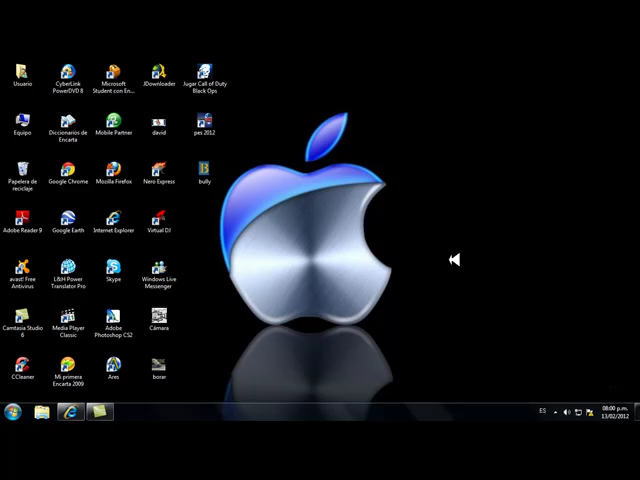 Usuario
CyberLink
PowerDVD 8
Microsoft
Student con En...
JDownloader
Jugar Call of Duty
Black Ops
Equipo
Diccionarios de
Encarta
Mobile Partner
david
pes 2012
Papelera de
reciclaje
Google Chrome
Mozilla Firefox
Nero Express
bully
Adobe Reader 9
Google Earth
Internet Explorer
Virtual DJ
avast! Free
Antivirus
L&H Power
Translator Pro
Skype
Windows Live
Messenger
Camtasia Studio
6
Media Player
Classic
Adobe
Photoshop CS2
Cámara
CCleaner
Mi primera
Encarta 2009
Ares
borar
ES
08:00 p.m.
13/02/2012